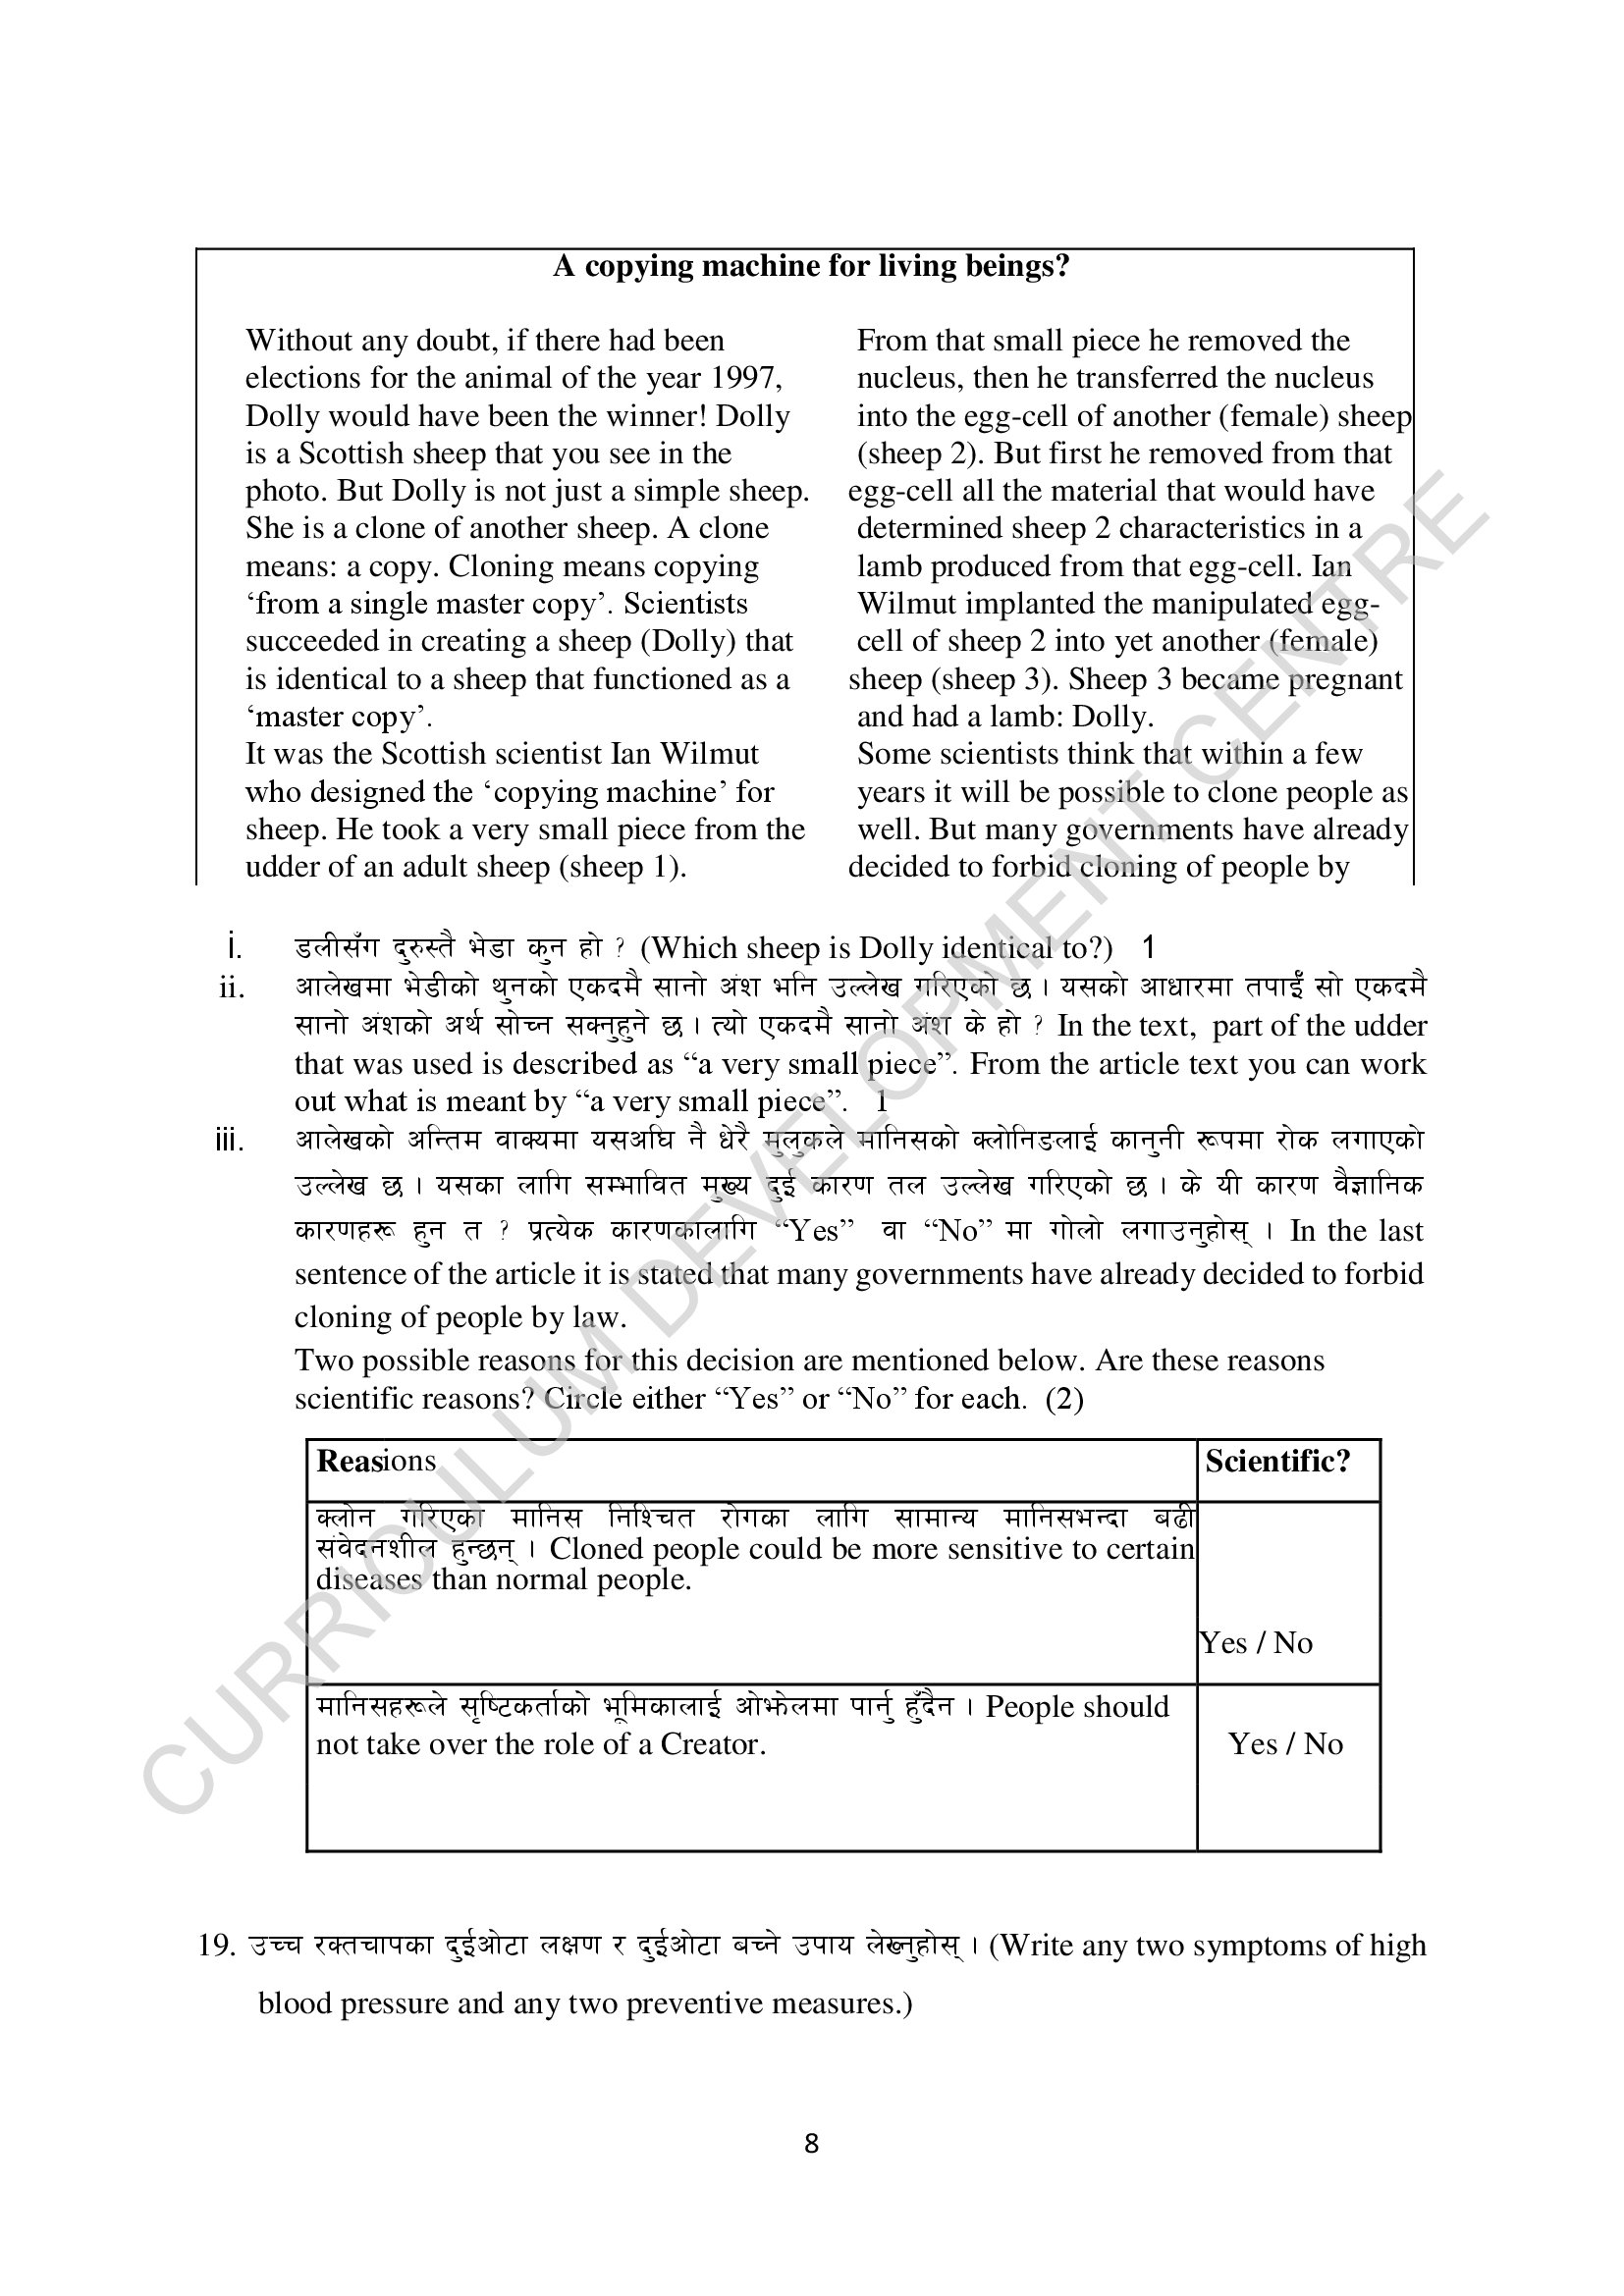 A copying machine for living beings?
Without any doubt, if there had been
elections for the animal of the year 1997,
Dolly would have been the winner! Dolly
is a Scottish sheep that you see in the
photo. But Dolly is not just a simple sheep.
She is a clone of another sheep. A clone
means: a copy. Cloning means copying
‘from a single master copy’. Scientists
succeeded in creating a sheep (Dolly) that
is identical to a sheep that functioned as a
‘master copy’.
It was the Scottish scientist Ian Wilmut
who designed the ‘copying machine’ for
sheep. He took a very small piece from the
udder of an adult sheep (sheep 1).
From that small piece he removed the
nucleus, then he transferred the nucleus
into the egg-cell of another (female) sheep
(sheep 2). But first he removed from that
egg-cell all the material that would have
determined sheep 2 characteristics in a
lamb produced from that egg-cell. Ian
Wilmut implanted the manipulated egg-
cell of sheep 2 into yet another (female)
sheep (sheep 3). Sheep 3 became pregnant
and had a lamb: Dolly.
Some scientists think that within a few
years it will be possible to clone people as
well. But many governments have already
decided to forbid cloning of people by
i. डलीसँग दुरुस्तै भेडा कुन हो ? (Which sheep is Dolly identical to?) 1
ii. आलेखमा भेडीको थुनको एकदमै सानो अंश भनि उल्लेख गरिएको छ । यसको आधारमा तपाईँ सो एकदमै
सानो अंशको अर्थ सोच्न सक्नुहुने छ । त्यो एकदमै सानो अंश के हो ? In the text, part of the udder
that was used is described as “a very small piece”. From the article text you can work
out what is meant by “a very small piece”. 1
iii. आलेखको अन्तिम वाक्यमा यसअघि नै धेरै मुलुकले मानिसको क्लोनिङलाई कानुनी रूपमा रोक लगाएको
उल्लेख छ । यसका लागि सम्भावित मुख्य दुई कारण तल उल्लेख गरिएको छ । के यी कारण वैज्ञानिक
कारणहरू हुन त ? प्रत्येक कारणकालागि “Yes” वा “No” मा गोलो लगाउनुहोस् । In the last
sentence of the article it is stated that many governments have already decided to forbid
cloning of people by law.
Two possible reasons for this decision are mentioned below. Are these reasons
scientific reasons? Circle either “Yes” or “No” for each. (2)
Reasions Scientific?
क्लोन गरिएका मानिस निश्चित रोगका लागि सामान्य मानिसभन्दा बढी
संवेदनशील हुन्छन् । Cloned people could be more sensitive to certain
diseases than normal people.
Yes / No
मानिसहरूले सृष्टिकर्ताको भूमिकालाई ओझेलमा पार्नु हुँदैन । People should
not take over the role of a Creator. Yes / No
19. उच्च रक्तचापका दुईओटा लक्षण र दुईओटा बच्ने उपाय लेख्नुहोस् । (Write any two symptoms of high
blood pressure and any two preventive measures.)
8
CURRICULUM DEVELOPMENT CENTRE